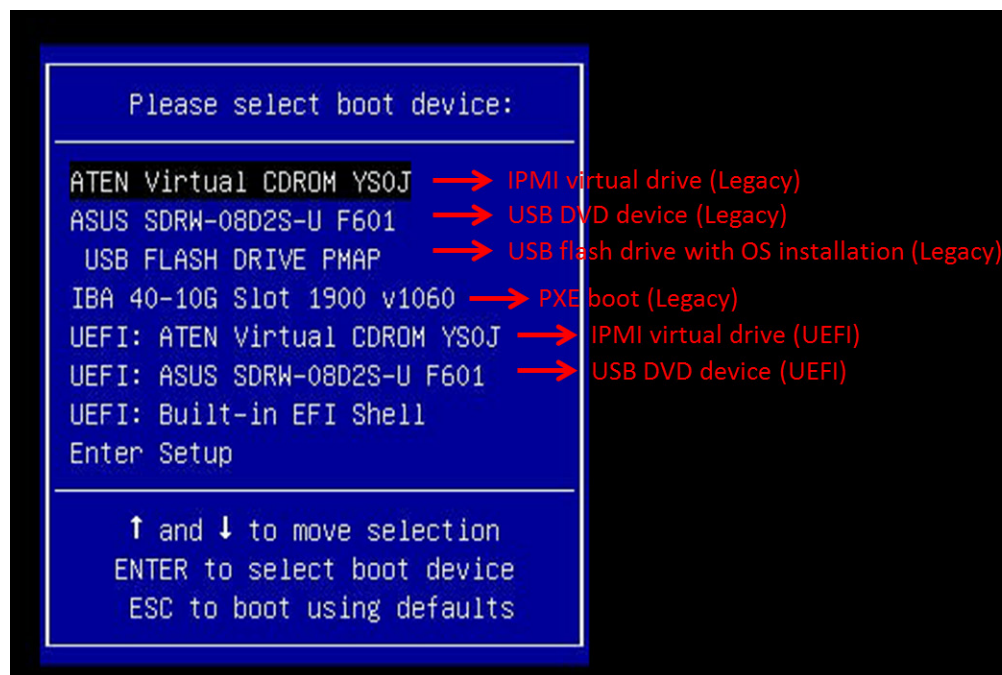 Please select boot device:
ATEN Virtual CDROM YS0J → IPMI virtual drive (Legacy)
ASUS SDRW-08D2S-U F601 → USB DVD device (Legacy)
USB FLASH DRIVE PMAP → USB flash drive with OS installation (Legacy)
IBA 40-10G Slot 1900 v1060 → PXE boot (Legacy)
UEFI: ATEN Virtual CDROM YS0J → IPMI virtual drive (UEFI)
UEFI: ASUS SDRW-08D2S-U F601 → USB DVD device (UEFI)
UEFI: Built-in EFI Shell
Enter Setup
↑ and ↓ to move selection
ENTER to select boot device
ESC to boot using defaults